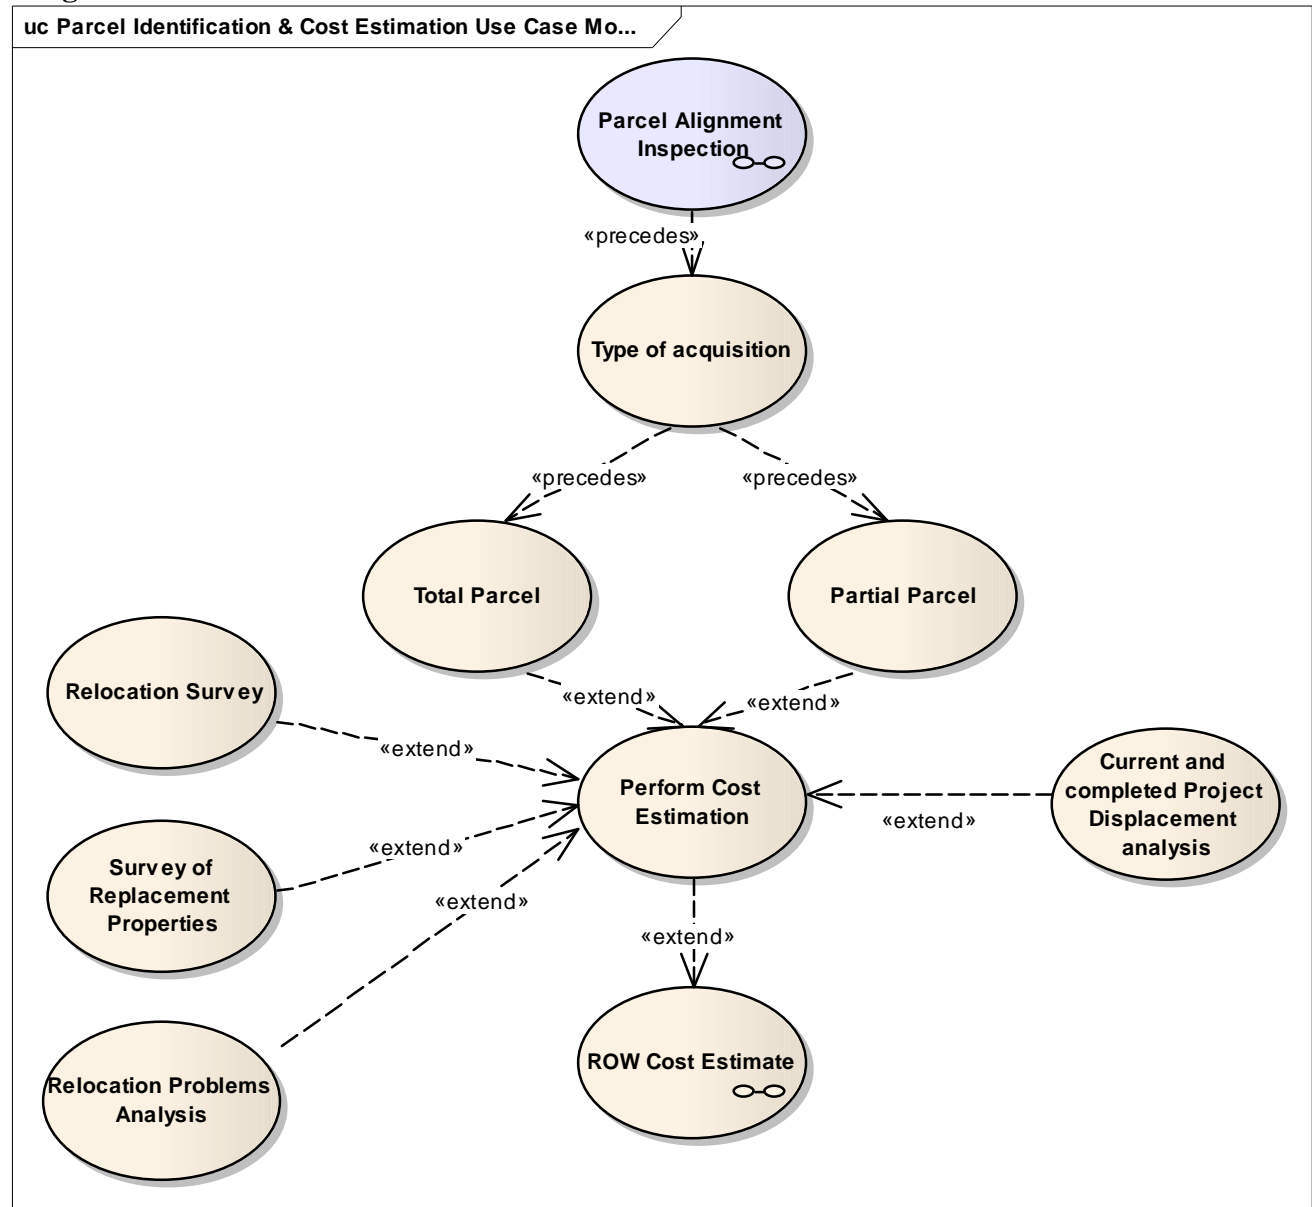 uc Parcel Identification & Cost Estimation Use Case Mo...
Parcel Alignment
Inspection
«precedes»
Type of acquisition
«precedes»
«precedes»
Total Parcel
Partial Parcel
Relocation Survey
«extend»
«extend»
«extend»
Perform Cost
Estimation
Current and
completed Project
Displacement
analysis
«extend»
Survey of
Replacement
Properties
«extend»
«extend»
«extend»
ROW Cost Estimate
Relocation Problems
Analysis